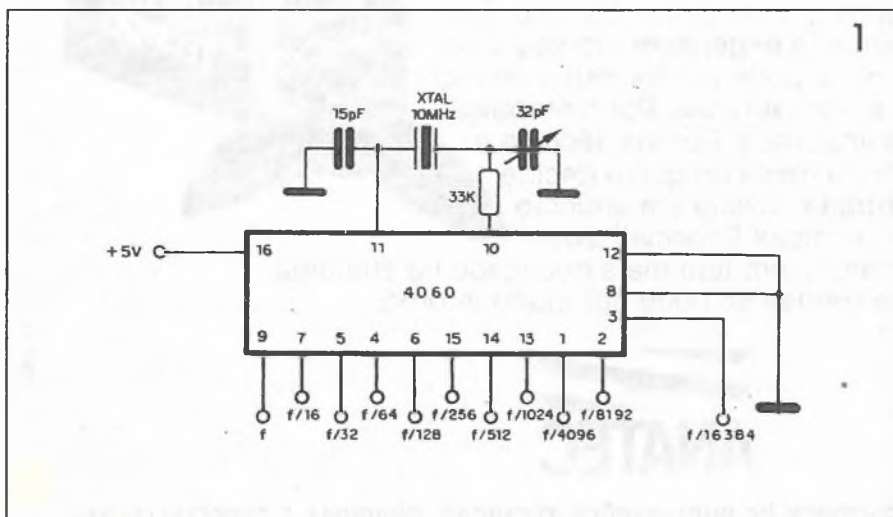 1
XTAL
15pF 10MHz 32pF
33K
+5V 16 11 10 12
4060 8
3
9 7 5 4 6 15 14 13 1 2
f/16 f/64 f/256 f/1024 f/8192
f f/32 f/128 f/512 f/4096 f/16384